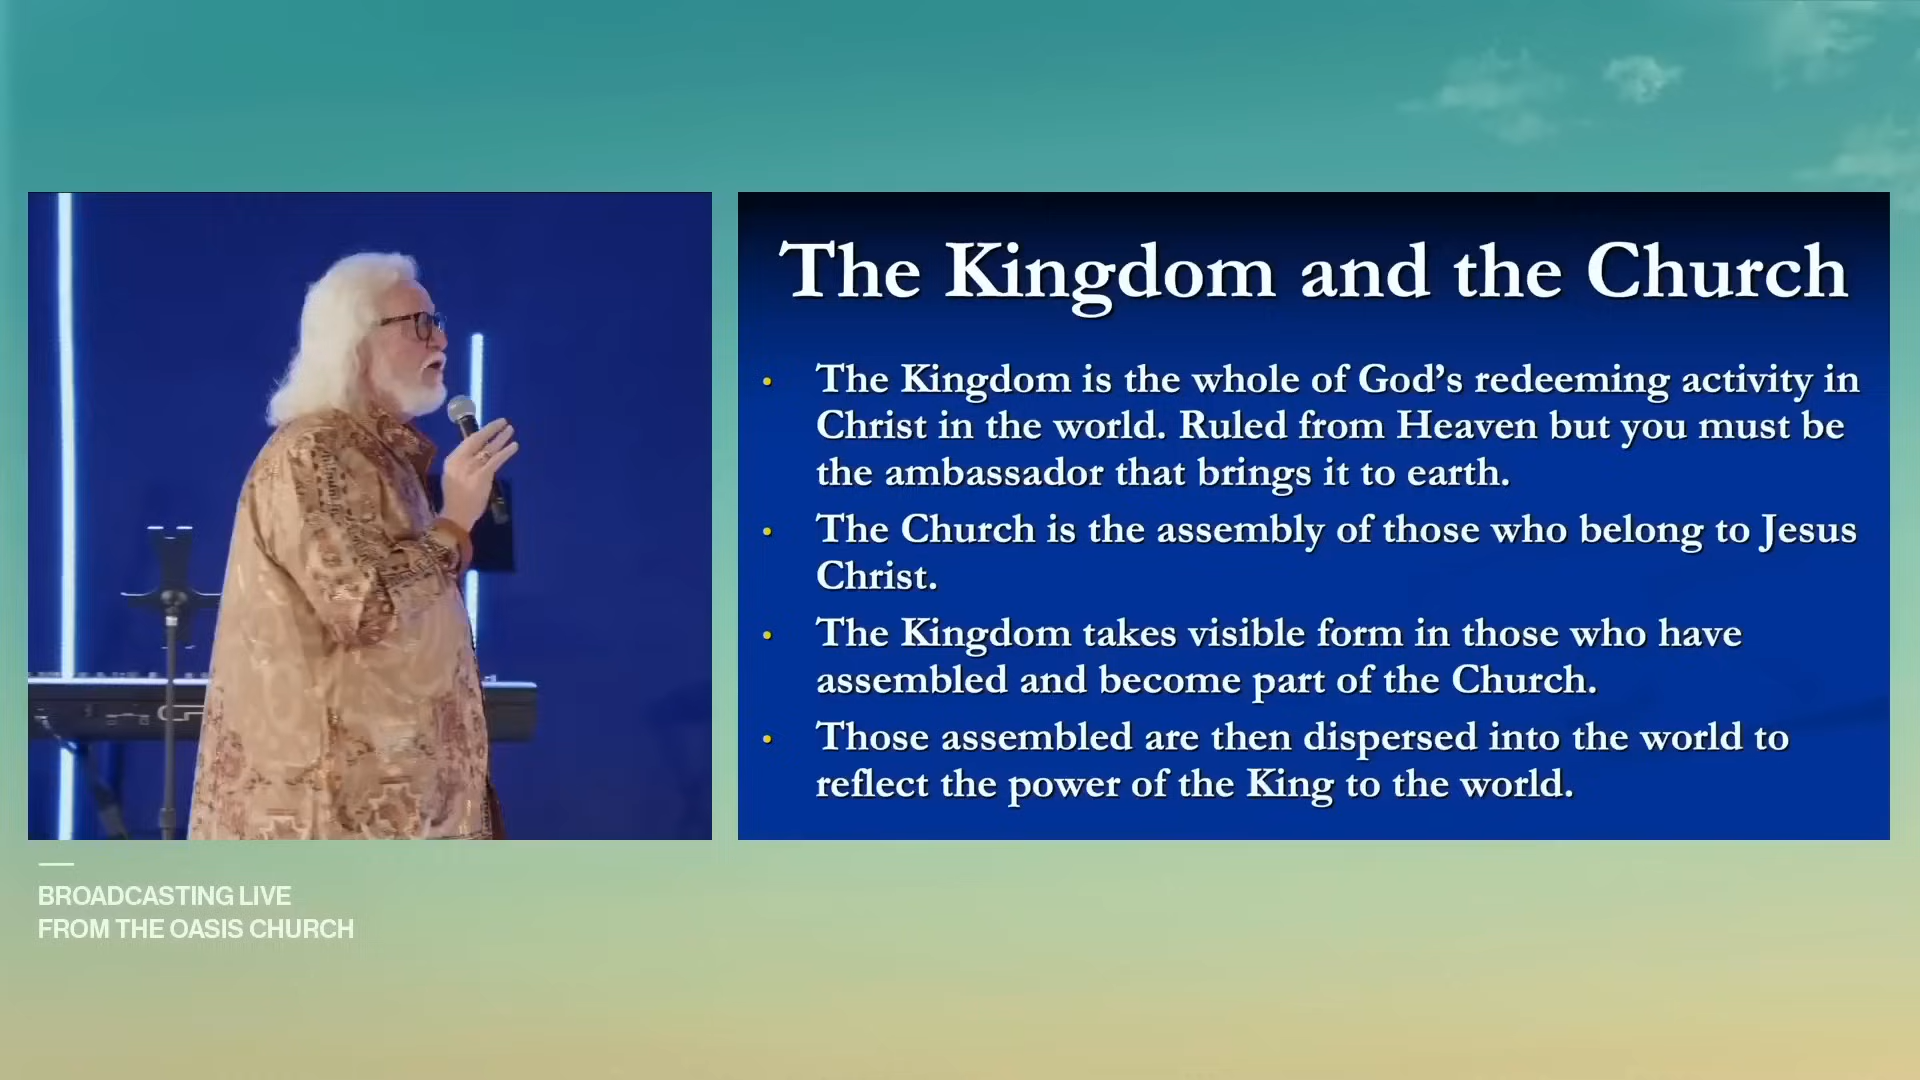 The Kingdom and the Church
• The Kingdom is the whole of God’s redeeming activity in
Christ in the world. Ruled from Heaven but you must be
the ambassador that brings it to earth.
• The Church is the assembly of those who belong to Jesus
Christ.
• The Kingdom takes visible form in those who have
assembled and become part of the Church.
• Those assembled are then dispersed into the world to
reflect the power of the King to the world.
BROADCASTING LIVE
FROM THE OASIS CHURCH